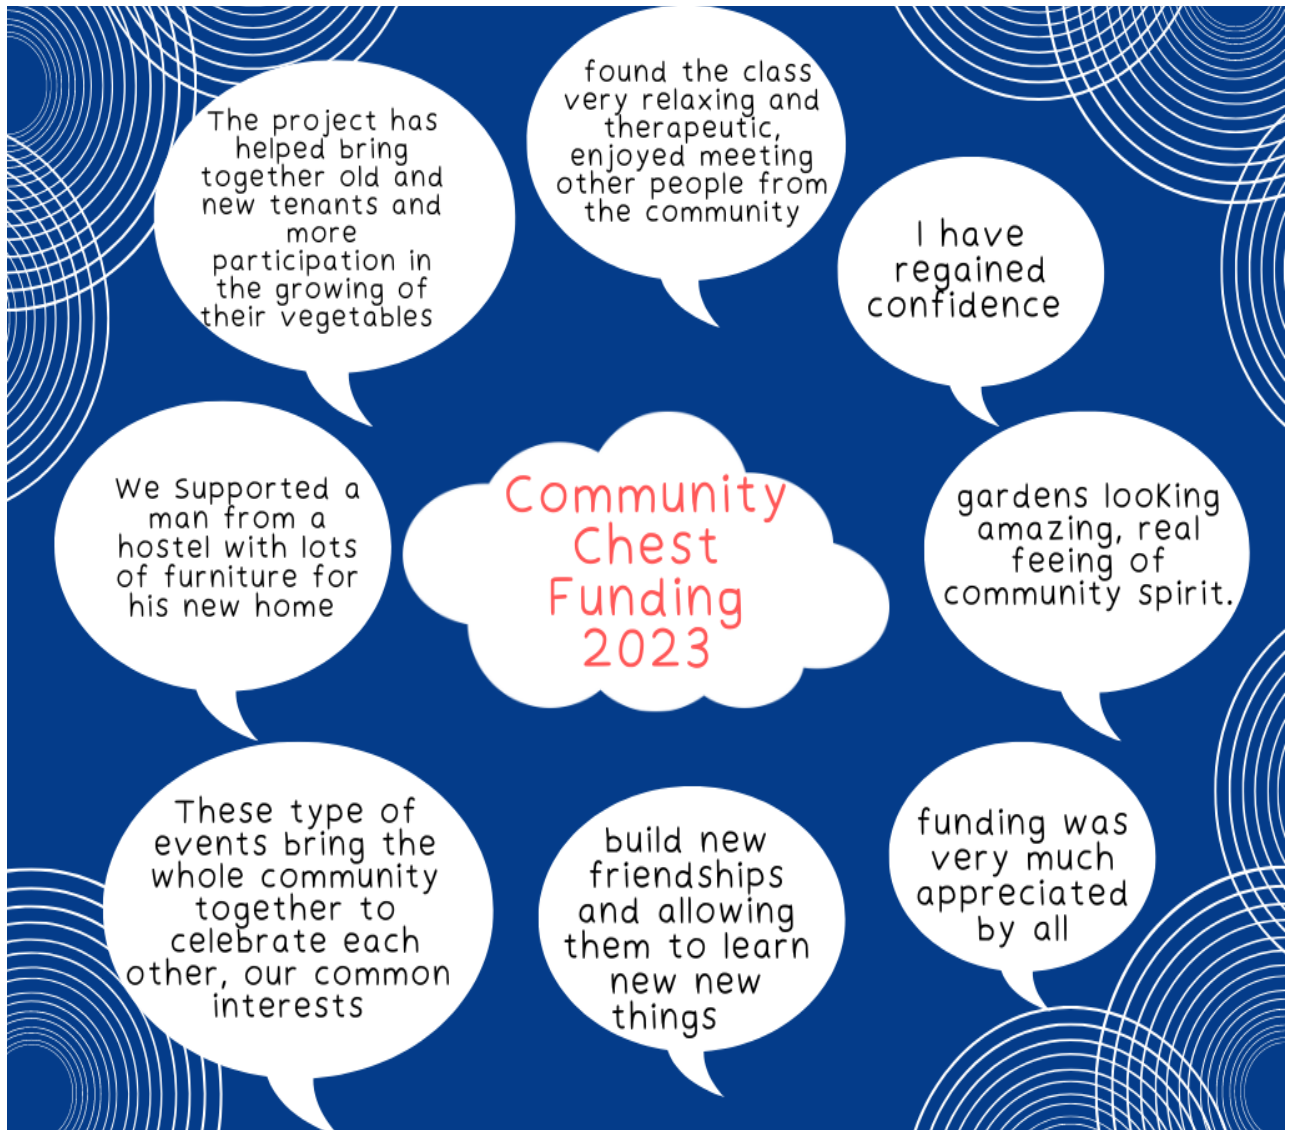 The project has
helped bring
together old and
new tenants and
more
participation in
the growing of
their vegetables
found the class
very relaxing and
therapeutic,
enjoyed meeting
other people from
the community
I have
regained
confidence
We Supported a
man from a
hostel with lots
of furniture for
his new home
Community
Chest
Funding
2023
gardens looking
amazing, real
feeing of
community spirit.
These type of
events bring the
whole community
together to
celebrate each
other, our common
interests
build new
friendships
and allowing
them to learn
new new
things
funding was
very much
appreciated
by all